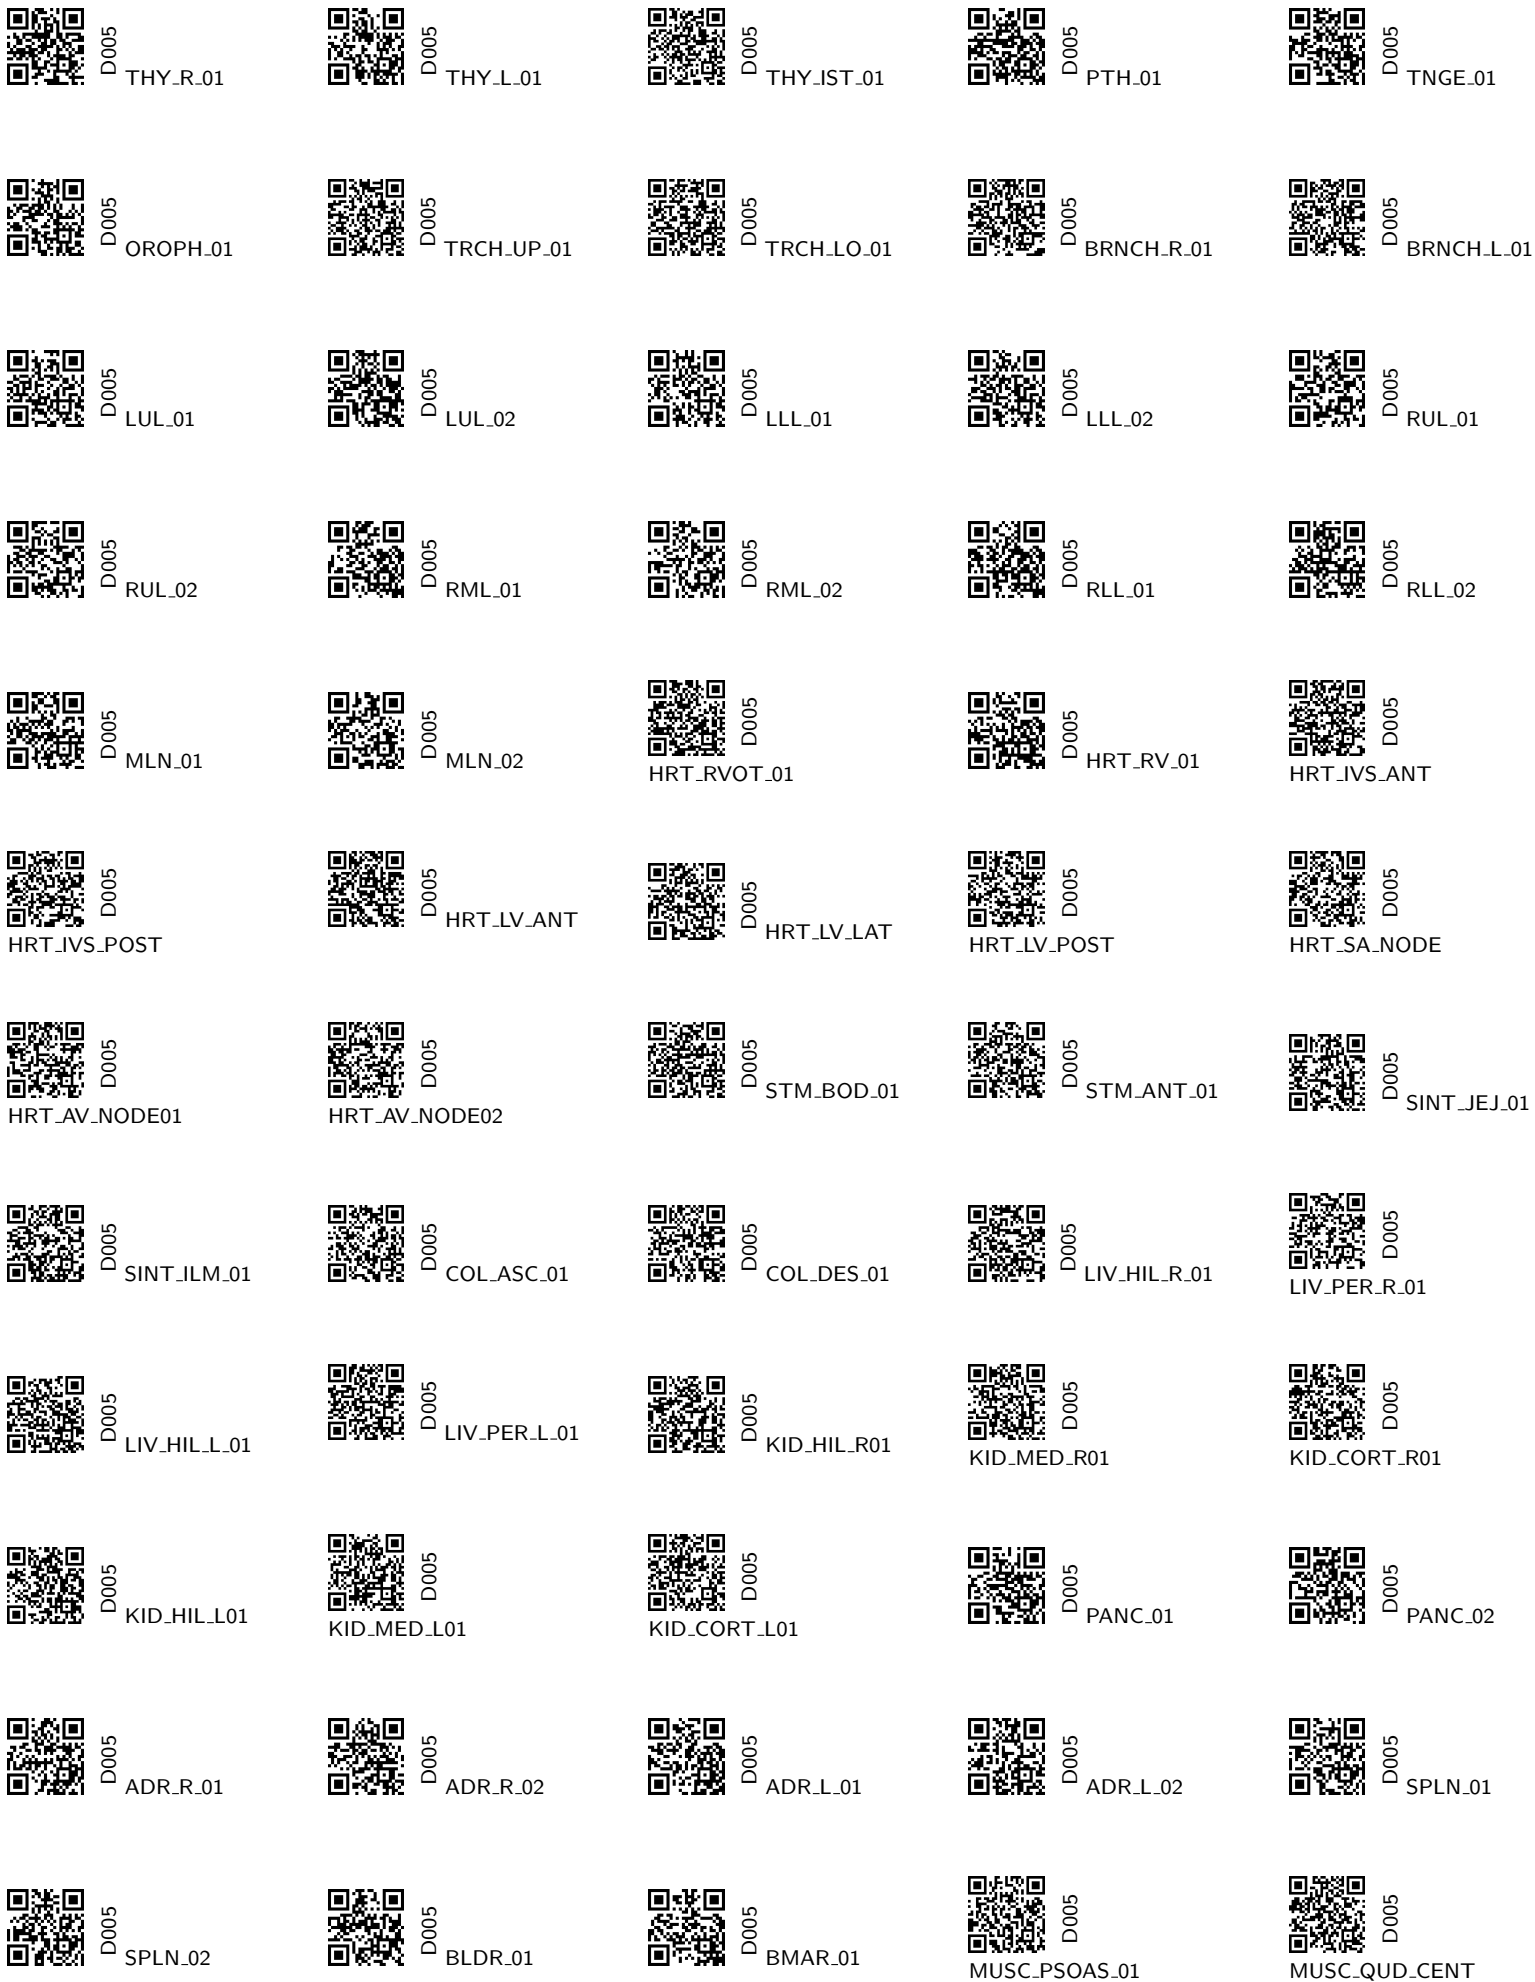 D005 THY_R_01
D005 THY_L_01
D005 THY_IST_01
D005 PTH_01
D005 TNGE_01
D005 OROPH_01
D005 TRCH_UP_01
D005 TRCH_LO_01
D005 BRNCH_R_01
D005 BRNCH_L_01
D005 LUL_01
D005 LUL_02
D005 LLL_01
D005 LLL_02
D005 RUL_01
D005 RUL_02
D005 RML_01
D005 RML_02
D005 RLL_01
D005 RLL_02
D005 MLN_01
D005 MLN_02
D005 HRT_RVOT_01
D005 HRT_RV_01
D005 HRT_IVS_ANT
D005 HRT_IVS_POST
D005 HRT_LV_ANT
D005 HRT_LV_LAT
D005 HRT_LV_POST
D005 HRT_SA_NODE
D005 HRT_AV_NODE01
D005 HRT_AV_NODE02
D005 STM_BOD_01
D005 STM_ANT_01
D005 SINT_JEJ_01
D005 SINT_ILM_01
D005 COL_ASC_01
D005 COL_DES_01
D005 LIV_HIL_R_01
D005 LIV_PER_R_01
D005 LIV_HIL_L_01
D005 LIV_PER_L_01
D005 KID_HIL_R01
D005 KID_MED_R01
D005 KID_CORT_R01
D005 KID_HIL_L01
D005 KID_MED_L01
D005 KID_CORT_L01
D005 PANC_01
D005 PANC_02
D005 ADR_R_01
D005 ADR_R_02
D005 ADR_L_01
D005 ADR_L_02
D005 SPLN_01
D005 SPLN_02
D005 BLDR_01
D005 BMAR_01
D005 MUSC_PSOAS_01
D005 MUSC_QUD_CENT